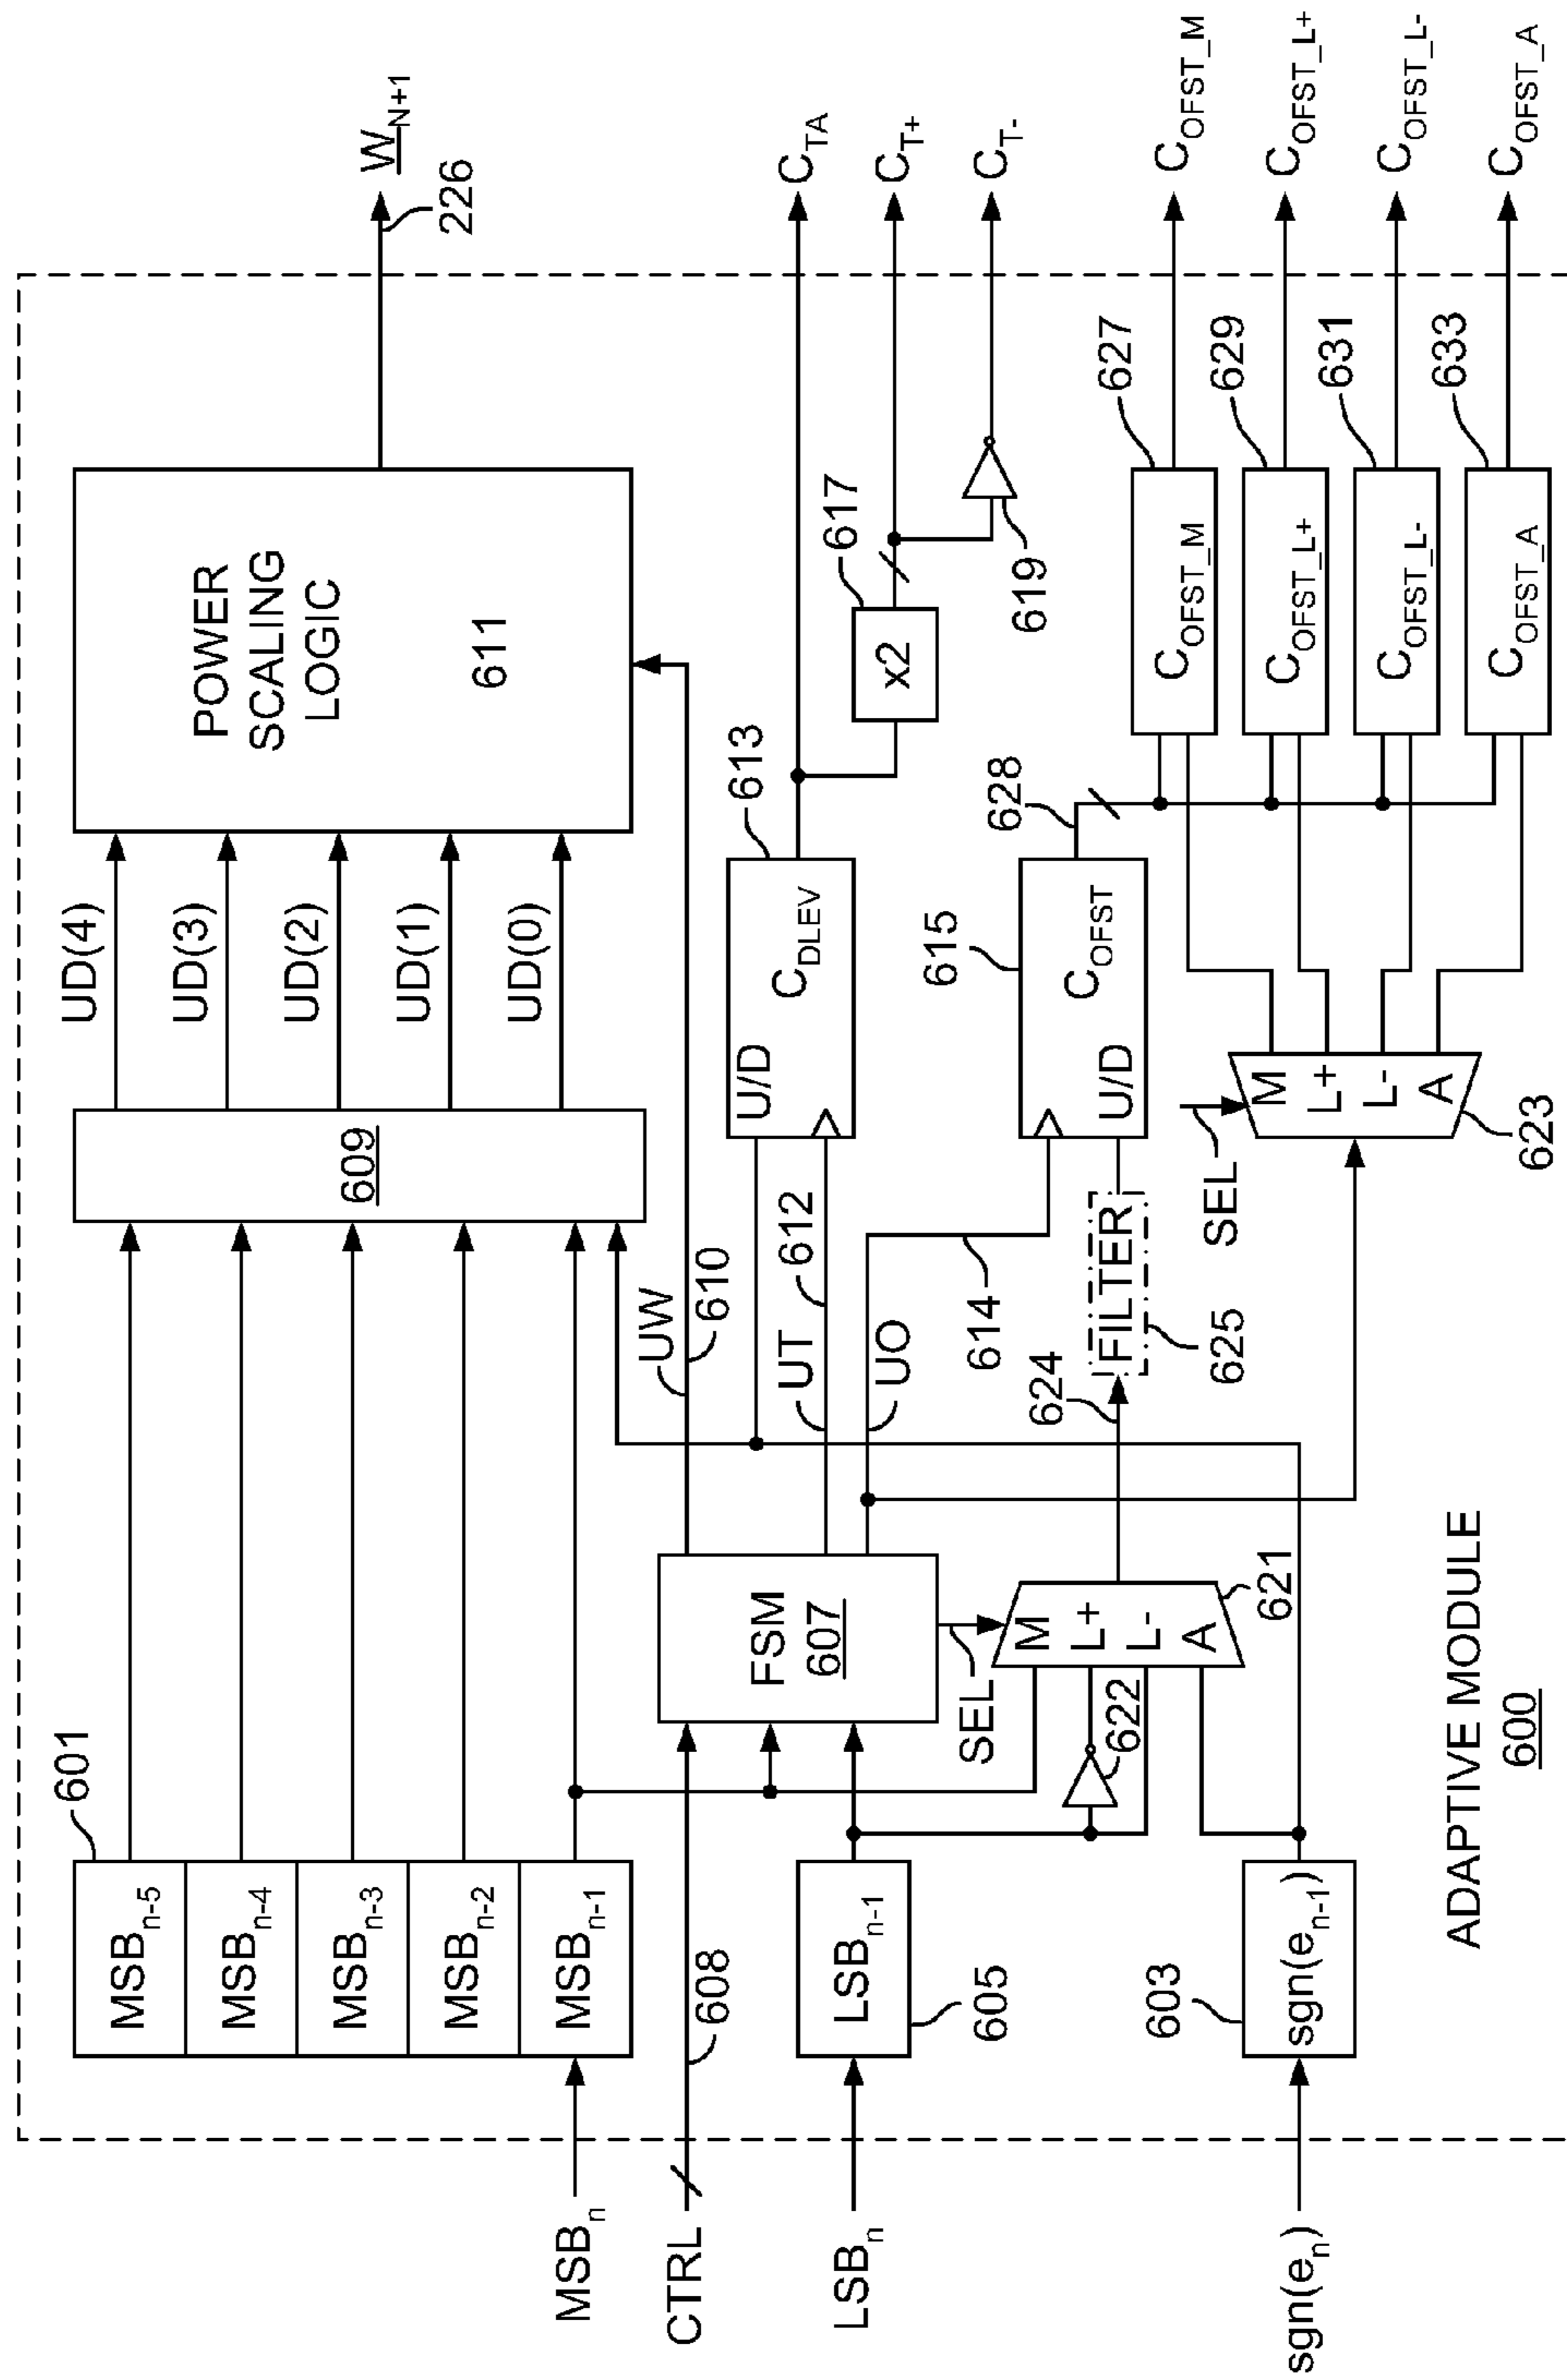 MSB_n
CTRL
LSB_n
sgn(e_n)
601
MSB_n-5
MSB_n-4
MSB_n-3
MSB_n-2
MSB_n-1
608
LSB_n-1
605
603
sgn(e_n-1)
FSM
607
SEL
M
L+
L-
A
622
621
UW
610
UT
612
UO
614
624
FILTER
625
609
UD(4)
UD(3)
UD(2)
UD(1)
UD(0)
POWER
SCALING
LOGIC
611
U/D
C_DLEV
613
615
C_OFST
U/D
628
SEL
M
L+
L-
A
623
x2
617
619
C_OFST_M
627
C_OFST_L+
629
C_OFST_L-
631
C_OFST_A
633
W_N+1
226
C_TA
C_T+
C_T-
C_OFST_M
C_OFST_L+
C_OFST_L-
C_OFST_A
ADAPTIVE MODULE
600